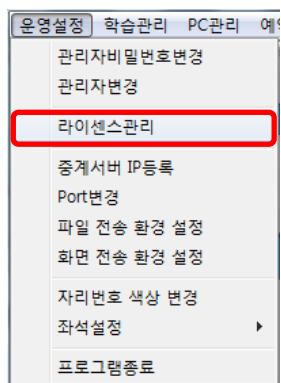 운영설정 학습관리 PC관리
관리자비밀번호변경
관리자변경
라이센스관리
중계서버 IP등록
Port변경
파일 전송 환경 설정
화면 전송 환경 설정
자리번호 색상 변경
좌석설정
프로그램종료